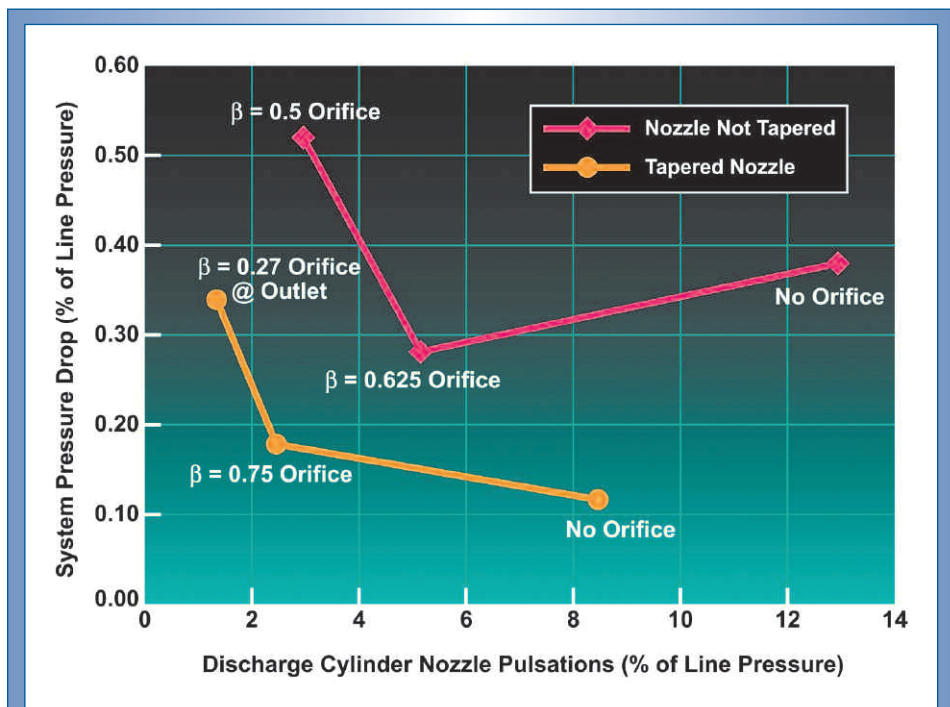 System Pressure Drop (% of Line Pressure)
0.60
0.50
0.40
0.30
0.20
0.10
0.00
β = 0.5 Orifice
Nozzle Not Tapered
Tapered Nozzle
β = 0.27 Orifice
@ Outlet
No Orifice
β = 0.625 Orifice
β = 0.75 Orifice
No Orifice
0 2 4 6 8 10 12 14
Discharge Cylinder Nozzle Pulsations (% of Line Pressure)